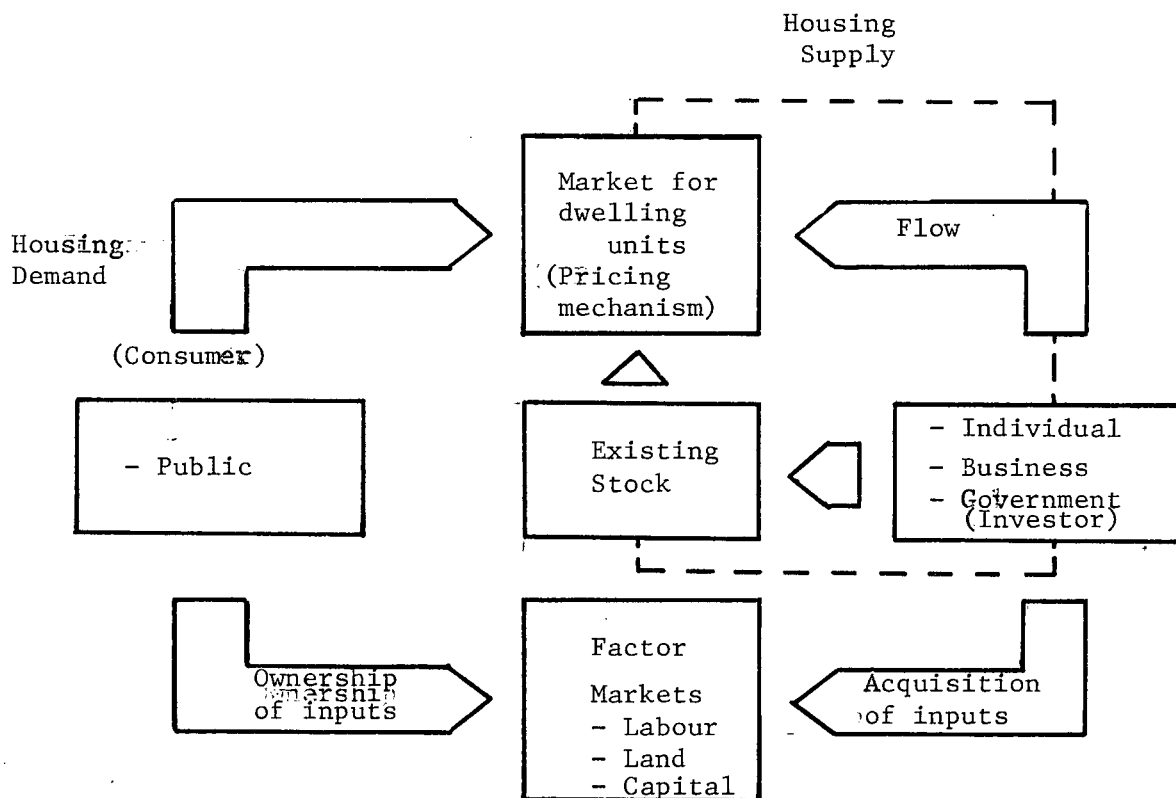 Housing
Supply
Market for
dwelling
units
(Pricing
mechanism)
Flow
Housing
Demand
(Consumer)
- Public
Existing
Stock
- Individual
- Business
- Government
(Investor)
Ownership
of inputs
Factor
Markets
- Labour
- Land
- Capital
Acquisition
of inputs